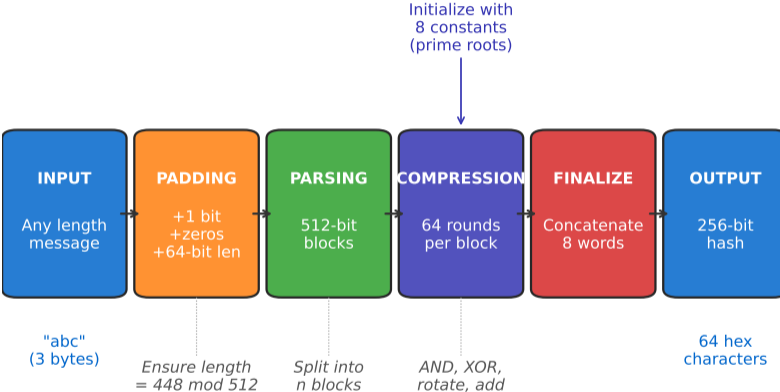 Initialize with
8 constants
(prime roots)
INPUT
Any length
message
PADDING
+1 bit
+zeros
+64-bit len
PARSING
512-bit
blocks
COMPRESSION
64 rounds
per block
FINALIZE
Concatenate
8 words
OUTPUT
256-bit
hash
"abc"
(3 bytes)
Ensure length
= 448 mod 512
Split into
n blocks
AND, XOR,
rotate, add
64 hex
characters